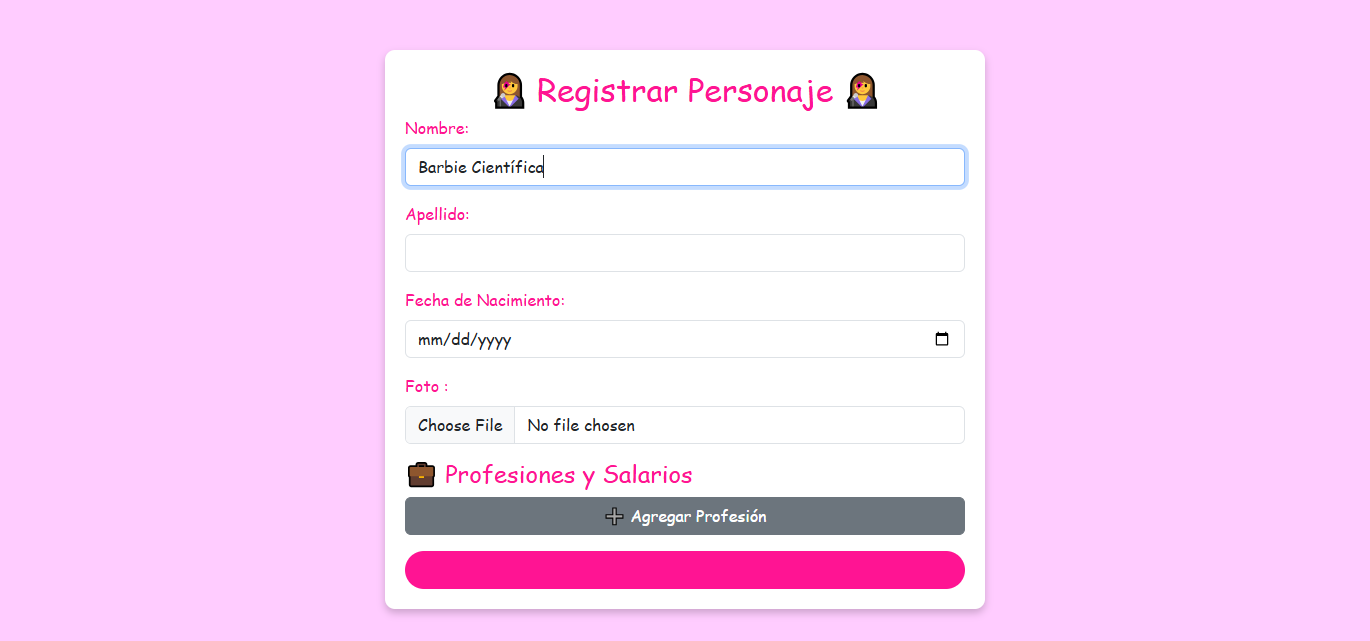 Registrar Personaje
Nombre:
Barbie Científica
Apellido:
Fecha de Nacimiento:
mm/dd/yyyy
Foto :
Choose File No file chosen
Profesiones y Salarios
Agregar Profesión